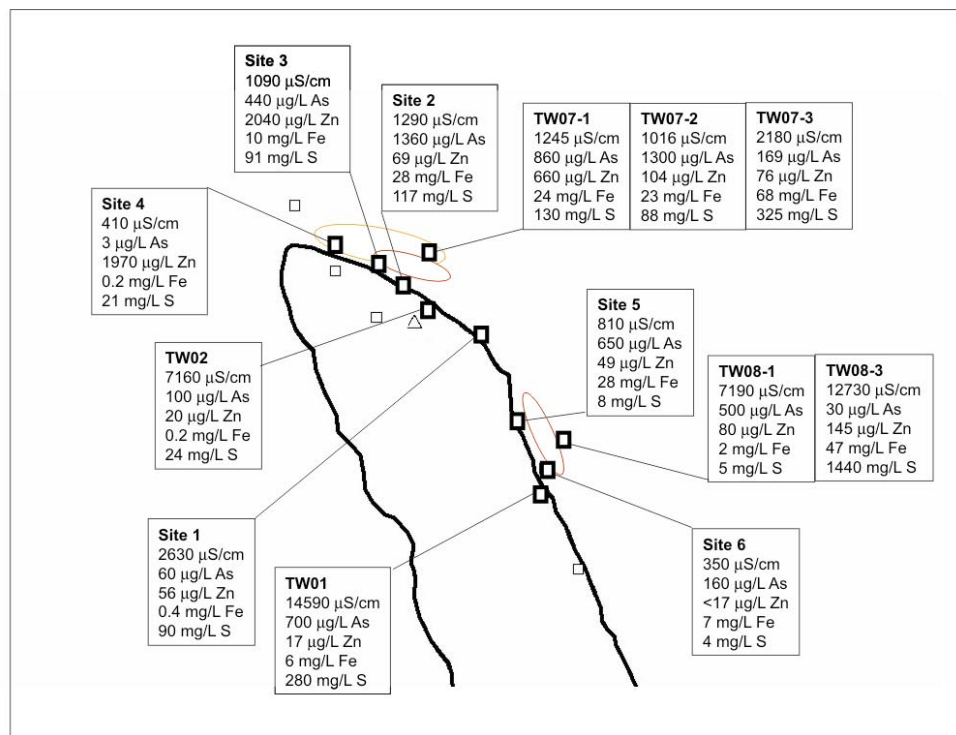 Site 3
1090 µS/cm
440 µg/L As
2040 µg/L Zn
10 mg/L Fe
91 mg/L S
Site 2
1290 µS/cm
1360 µg/L As
69 µg/L Zn
28 mg/L Fe
117 mg/L S
TW07-1
1245 µS/cm
860 µg/L As
660 µg/L Zn
24 mg/L Fe
130 mg/L S
TW07-2
1016 µS/cm
1300 µg/L As
104 µg/L Zn
23 mg/L Fe
88 mg/L S
TW07-3
2180 µS/cm
169 µg/L As
76 µg/L Zn
68 mg/L Fe
325 mg/L S
Site 4
410 µS/cm
3 µg/L As
1970 µg/L Zn
0.2 mg/L Fe
21 mg/L S
Site 5
810 µS/cm
650 µg/L As
49 µg/L Zn
28 mg/L Fe
8 mg/L S
TW02
7160 µS/cm
100 µg/L As
20 µg/L Zn
0.2 mg/L Fe
24 mg/L S
TW08-1
7190 µS/cm
500 µg/L As
80 µg/L Zn
2 mg/L Fe
5 mg/L S
TW08-3
12730 µS/cm
30 µg/L As
145 µg/L Zn
47 mg/L Fe
1440 mg/L S
Site 1
2630 µS/cm
60 µg/L As
56 µg/L Zn
0.4 mg/L Fe
90 mg/L S
TW01
14590 µS/cm
700 µg/L As
17 µg/L Zn
6 mg/L Fe
280 mg/L S
Site 6
350 µS/cm
160 µg/L As
<17 µg/L Zn
7 mg/L Fe
4 mg/L S